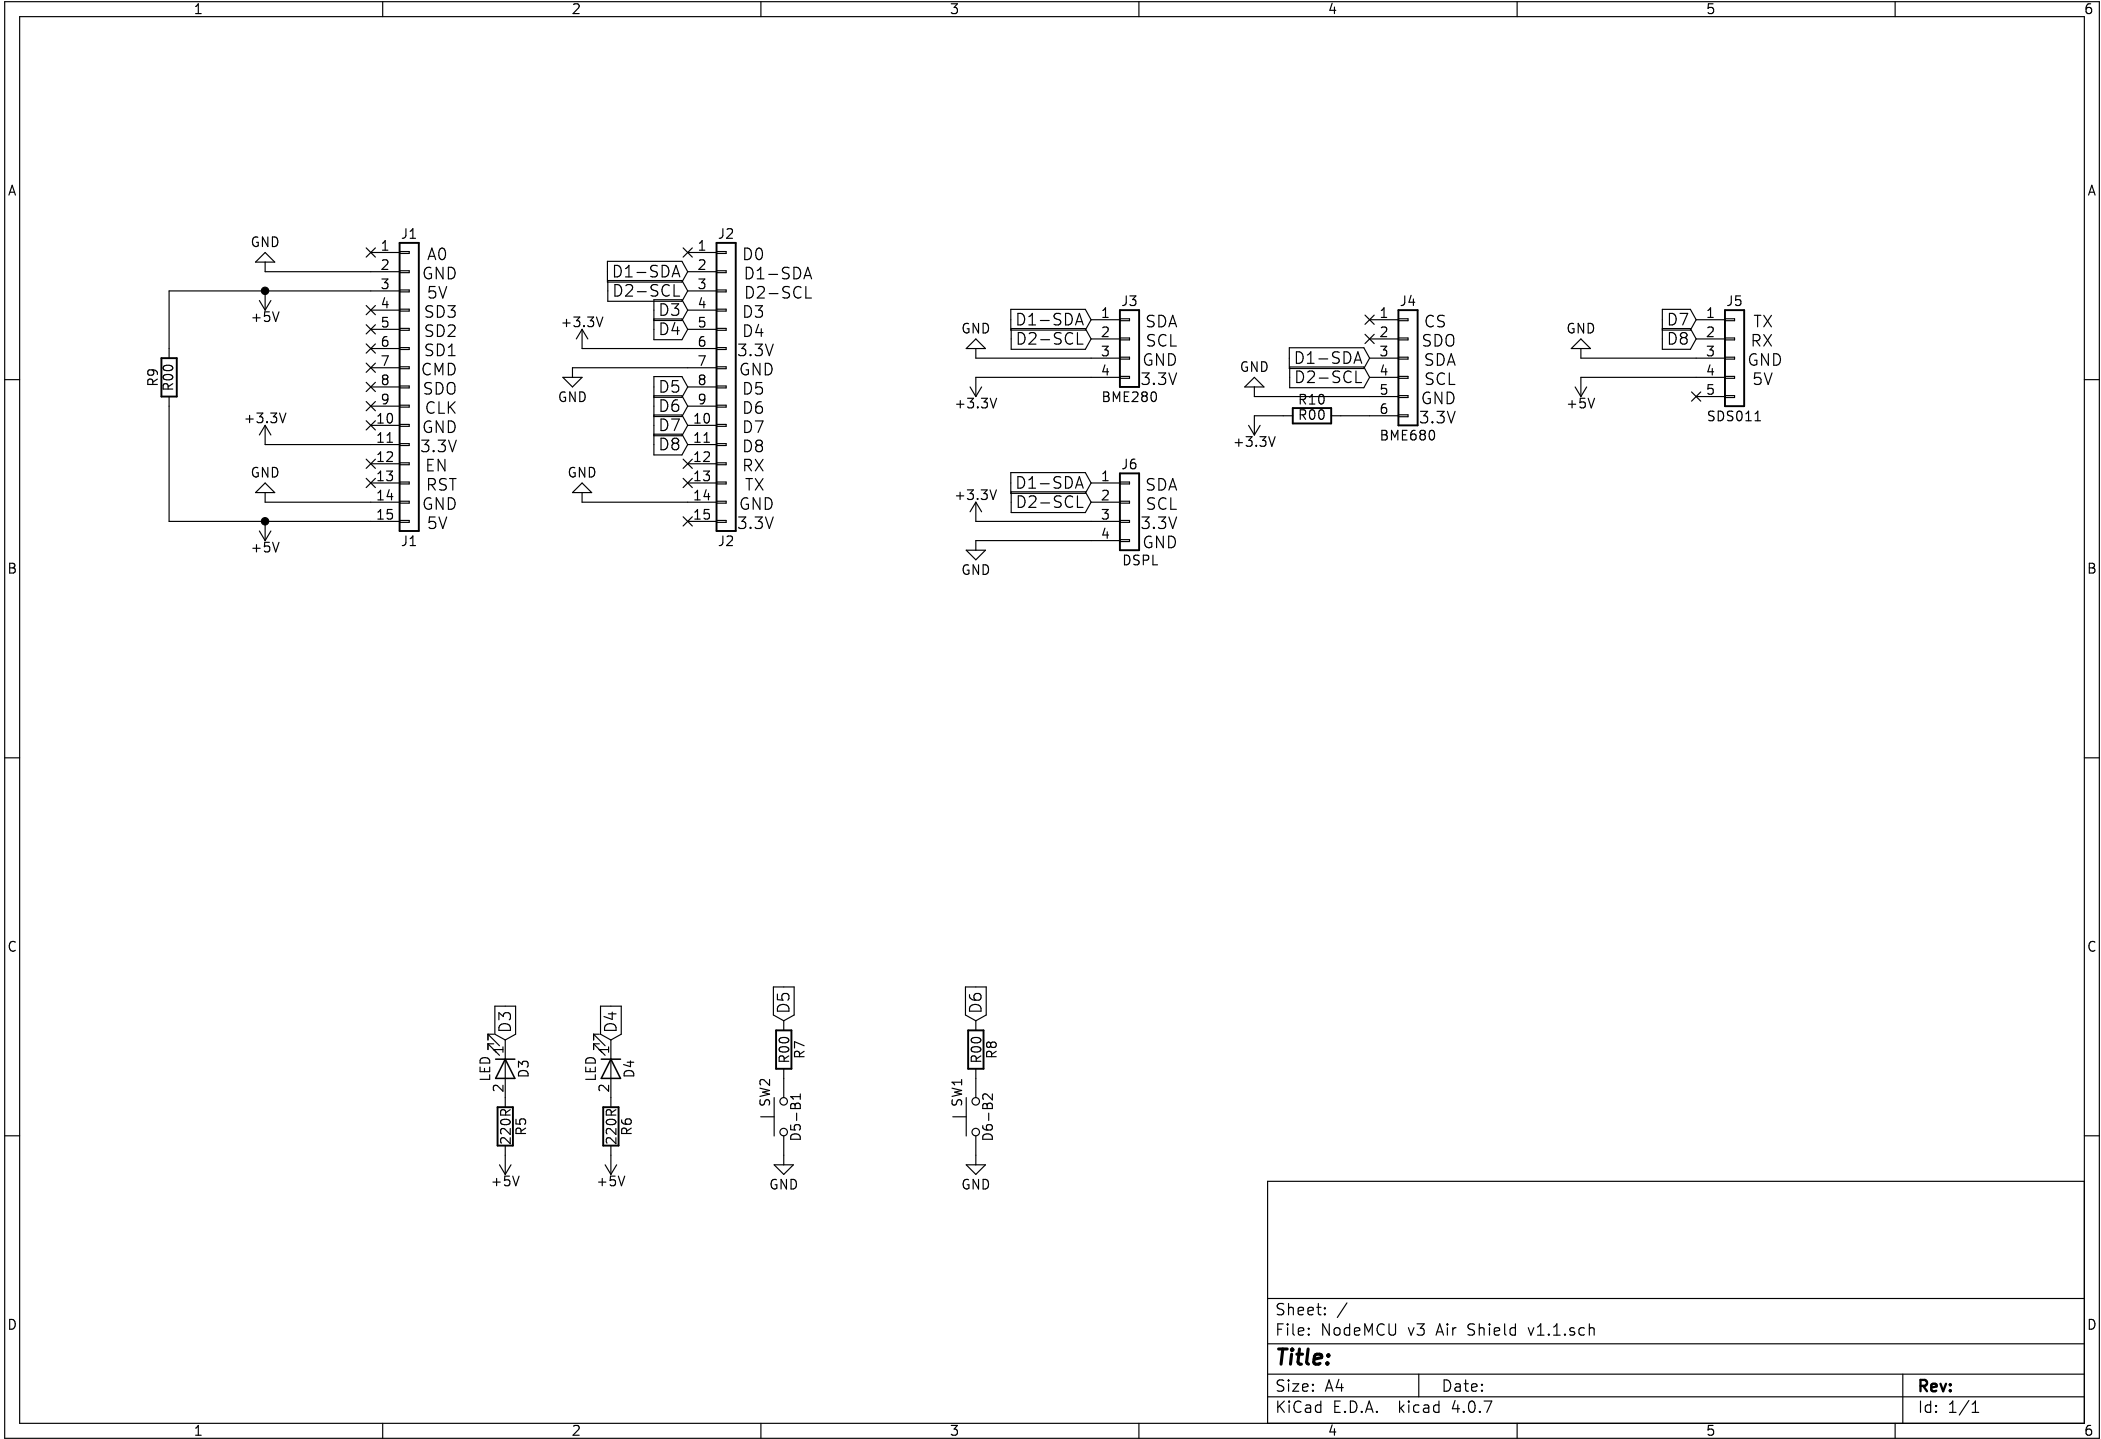 1 2 3 4 5 6
A A
B B
C C
D D
J1
GND
+5V
R9
R00
+3.3V
GND
+5V
1 A0
2 GND
3 5V
4 SD3
5 SD2
6 SD1
7 CMD
8 SDO
9 CLK
10 GND
11 3.3V
12 EN
13 RST
14 GND
15 5V
J1
J2
+3.3V
GND
GND
1 D0
D1-SDA 2 D1-SDA
D2-SCL 3 D2-SCL
D3 4 D3
D4 5 D4
6 3.3V
7 GND
D5 8 D5
D6 9 D6
D7 10 D7
D8 11 D8
12 RX
13 TX
14 GND
15 3.3V
J2
J3
D1-SDA 1 SDA
D2-SCL 2 SCL
GND 3 GND
+3.3V 4 3.3V
BME280
J4
1 CS
2 SDO
D1-SDA 3 SDA
D2-SCL 4 SCL
GND 5 GND
R10
R00
+3.3V 6 3.3V
BME680
J5
D7 1 TX
D8 2 RX
GND 3 GND
+5V 4 5V
5
SDS011
J6
D1-SDA 1 SDA
D2-SCL 2 SCL
+3.3V 3 3.3V
GND 4 GND
DSPL
D3
LED
1
2
D3
220R
R5
+5V
D4
LED
1
2
D4
220R
R6
+5V
D5
R00
R7
SW2
D5-B1
GND
D6
R00
R8
SW1
D6-B2
GND
Sheet: /
File: NodeMCU v3 Air Shield v1.1.sch
Title:
Size: A4 Date: Rev:
KiCad E.D.A. kicad 4.0.7 Id: 1/1
1 2 3 4 5 6